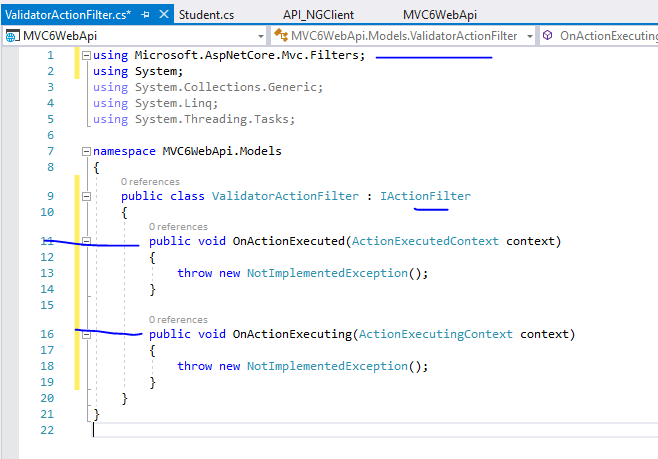 ValidatorActionFilter.cs* Student.cs API_NGClient MVC6WebApi
MVC6WebApi MVC6WebApi.Models.ValidatorActionFilter OnActionExecuting
1 using Microsoft.AspNetCore.Mvc.Filters;
2 using System;
3 using System.Collections.Generic;
4 using System.Linq;
5 using System.Threading.Tasks;
6
7 namespace MVC6WebApi.Models
8 {
0 references
9 public class ValidatorActionFilter : IActionFilter
10 {
0 references
11 public void OnActionExecuted(ActionExecutedContext context)
12 {
13 throw new NotImplementedException();
14 }
15
0 references
16 public void OnActionExecuting(ActionExecutingContext context)
17 {
18 throw new NotImplementedException();
19 }
20 }
21 }
22